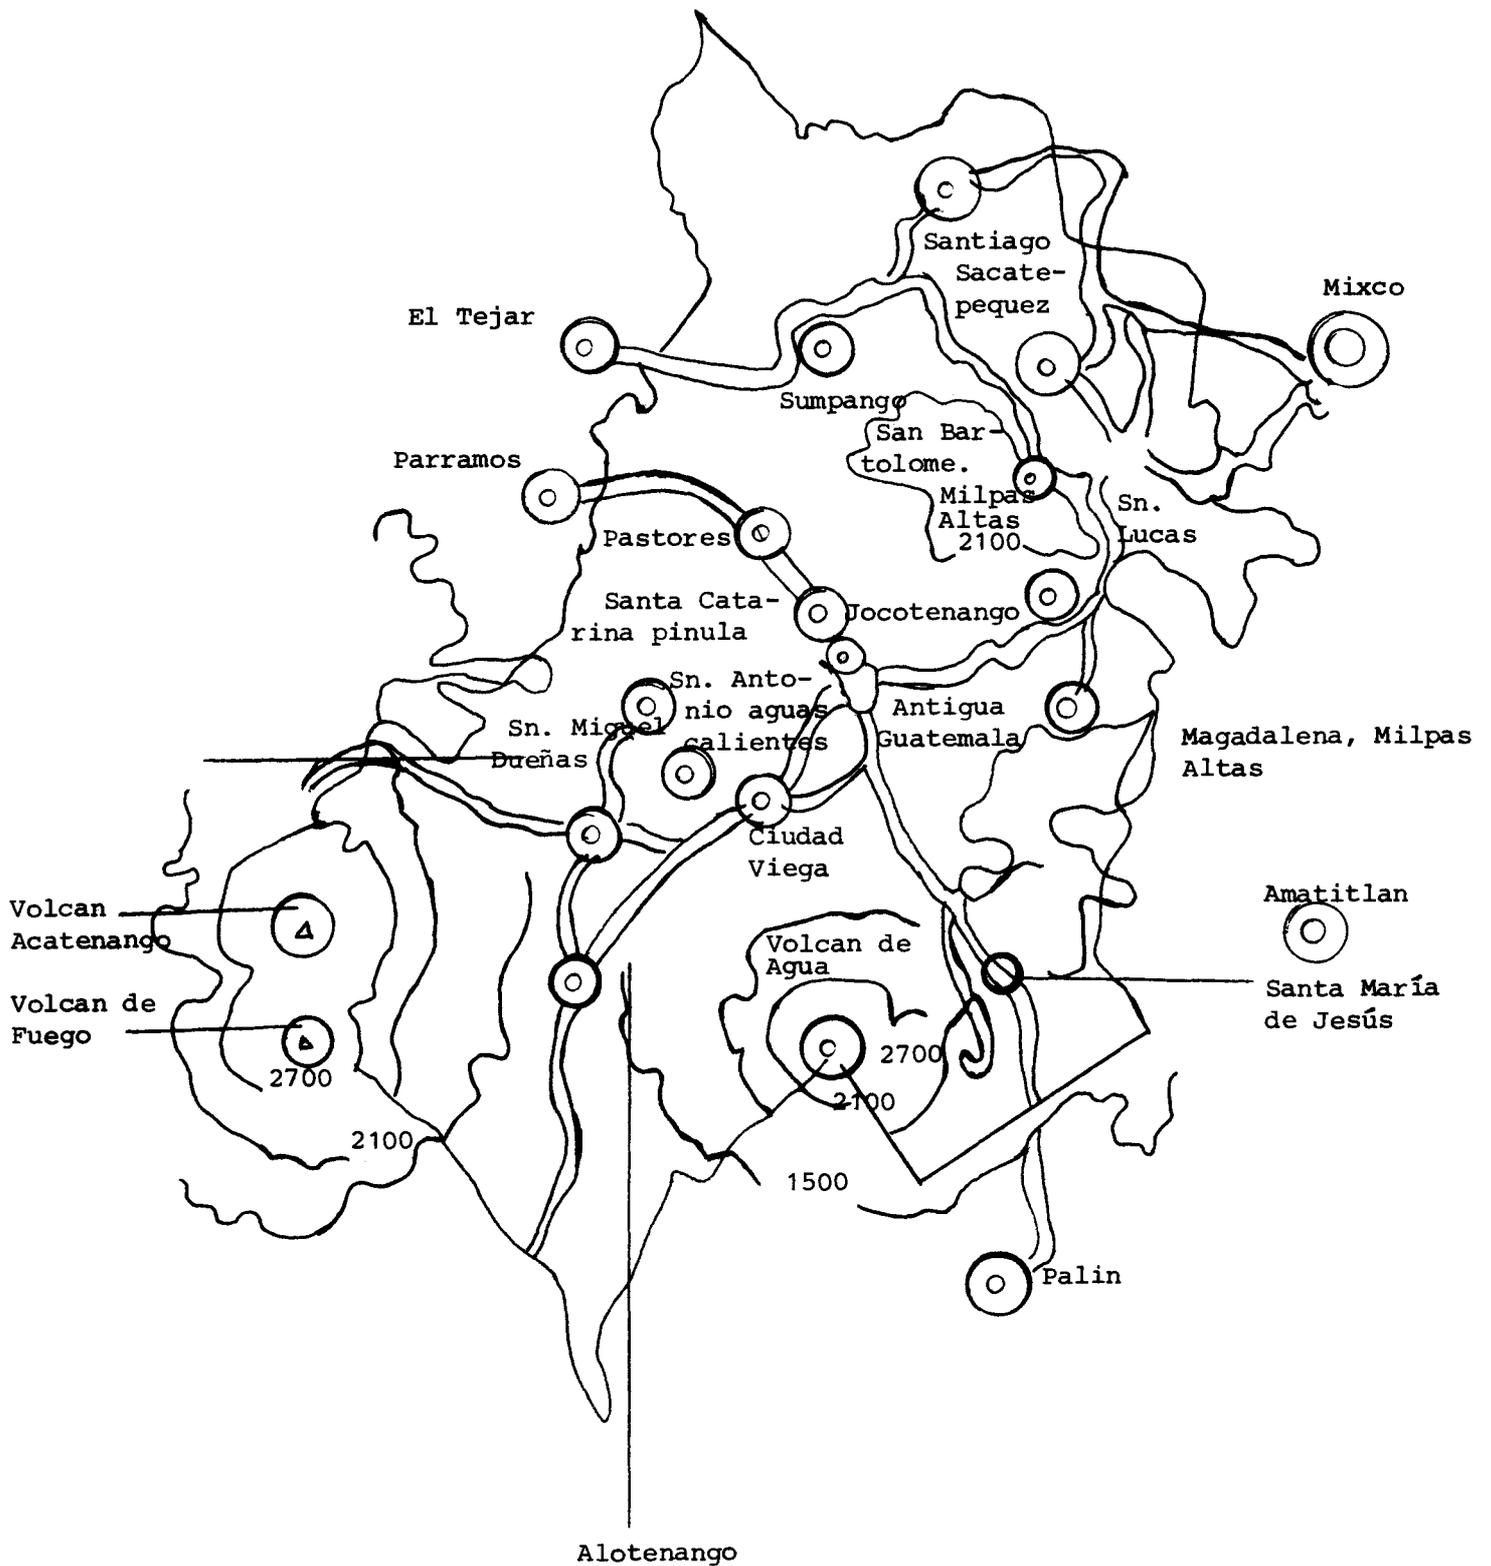 Santiago
Sacate-
pequez
Mixco
El Tejar
Sumpango
San Bar-
tolome.
Milpas
Altas
2100
Parramos
Sn.
Lucas
Pastores
Santa Cata-
rina pinula
Jocotenango
Sn. Anto-
nio aguas
calientes
Sn. Miguel
Dueñas
Antigua
Guatemala
Magadalena, Milpas
Altas
Ciudad
Viega
Volcan
Acatenango
Amatitlan
Volcan de
Agua
Santa María
de Jesús
Volcan de
Fuego
2700
2700
2100
2100
1500
Palin
Alotenango